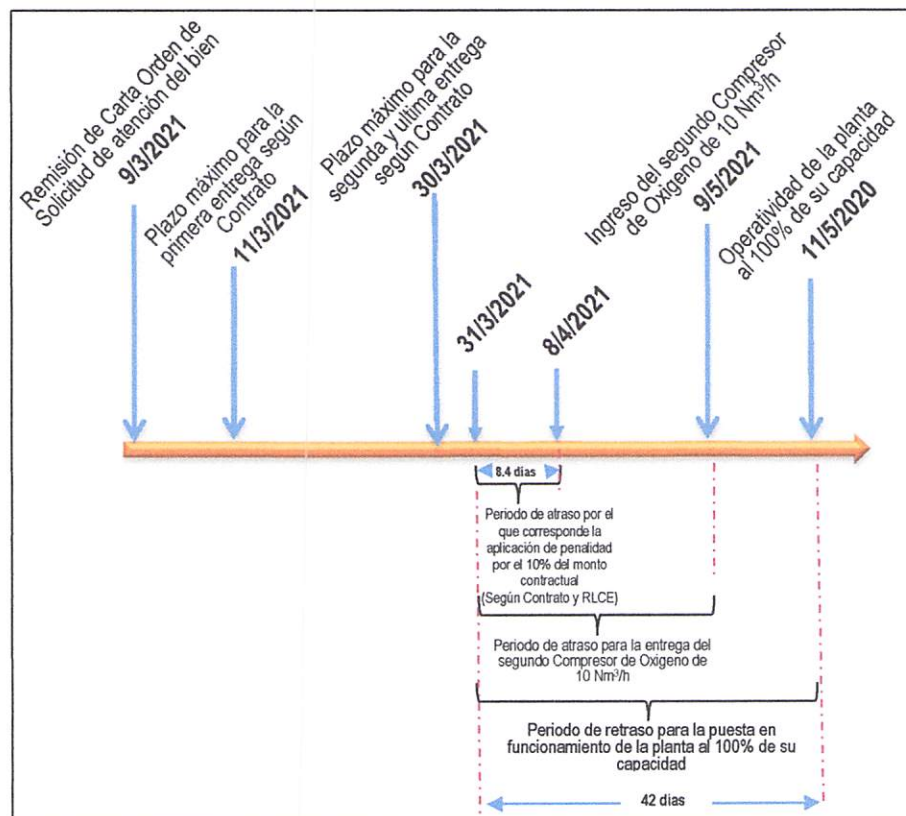 Remisión de Carta Orden de
Solicitud de atención del bien
9/3/2021
Plazo máximo para la
primera entrega según
Contrato
11/3/2021
Plazo máximo para la
segunda y ultima entrega
según Contrato
30/3/2021
31/3/2021
8/4/2021
Ingreso del segundo Compresor
de Oxigeno de 10 Nm³/h
9/5/2021
Operatividad de la planta
al 100% de su capacidad
11/5/2020
8.4 días
Periodo de atraso por el
que corresponde la
aplicación de penalidad
por el 10% del monto
contractual
(Según Contrato y RLCE)
Periodo de atraso para la entrega del
segundo Compresor de Oxigeno de
10 Nm³/h
Periodo de retraso para la puesta en
funcionamiento de la planta al 100% de su
capacidad
42 dias